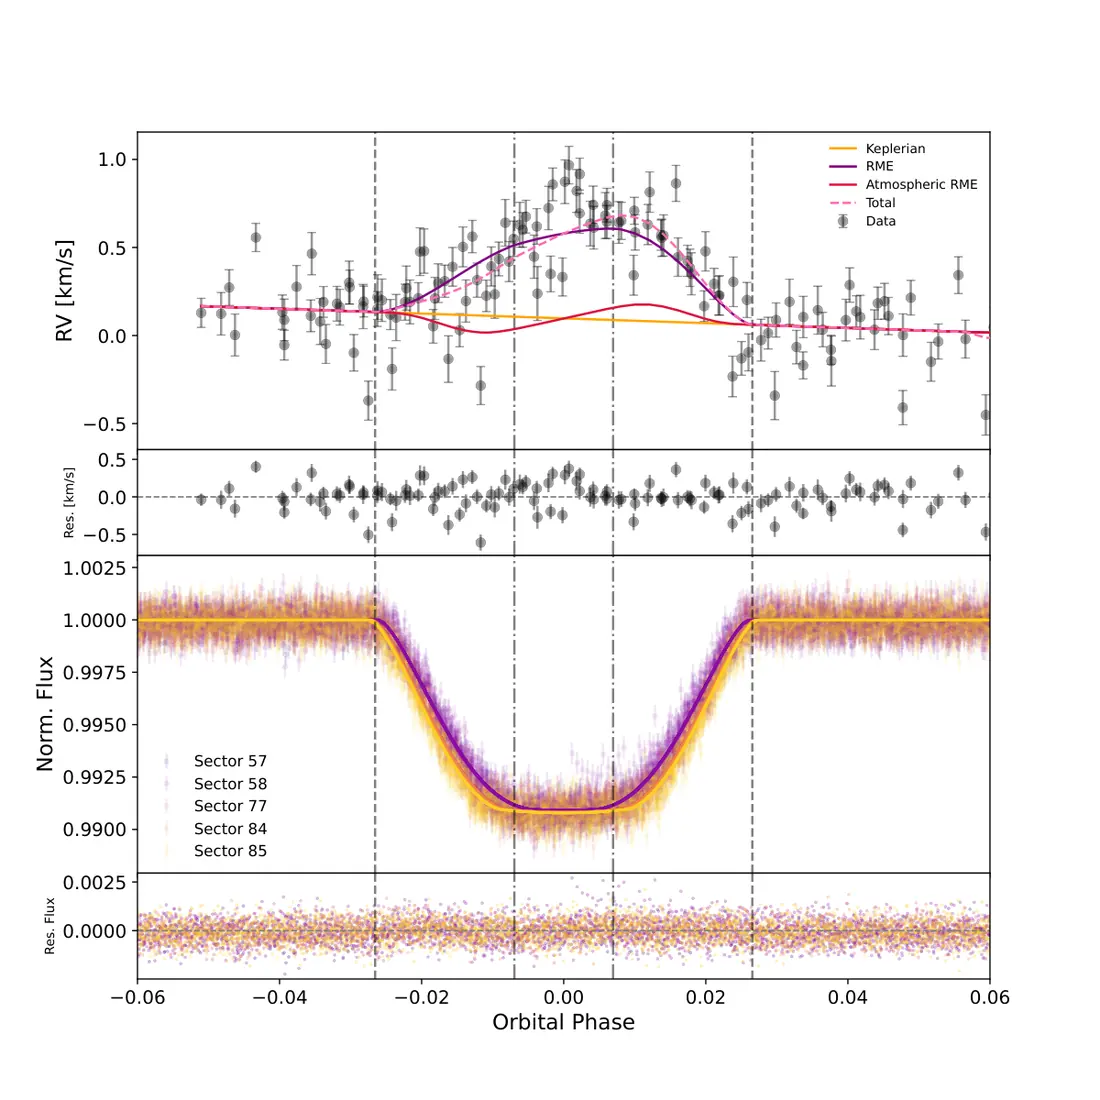 1.0
0.5
0.0
−0.5
RV [km/s]
Keplerian
RME
Atmospheric RME
Total
Data
0.5
0.0
−0.5
Res. [km/s]
1.0025
1.0000
0.9975
0.9950
0.9925
0.9900
Norm. Flux
Sector 57
Sector 58
Sector 77
Sector 84
Sector 85
0.0025
0.0000
Res. Flux
−0.06 −0.04 −0.02 0.00 0.02 0.04 0.06
Orbital Phase